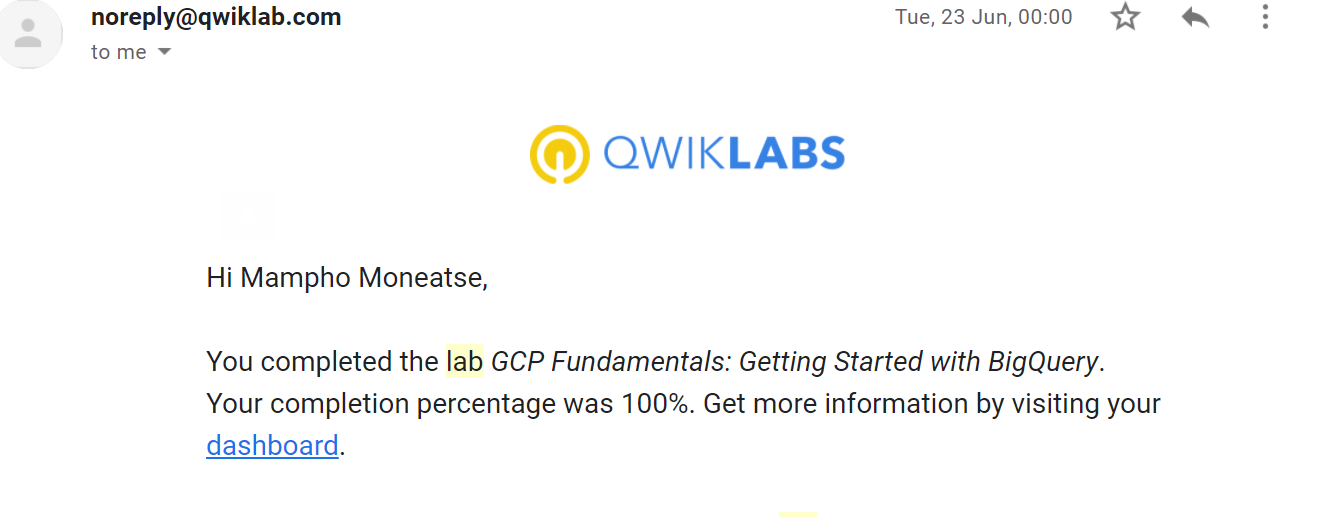 noreply@qwiklab.com
Tue, 23 Jun, 00:00
to me
QWIKLABS
Hi Mampho Moneatse,
You completed the lab GCP Fundamentals: Getting Started with BigQuery.
Your completion percentage was 100%. Get more information by visiting your
dashboard.